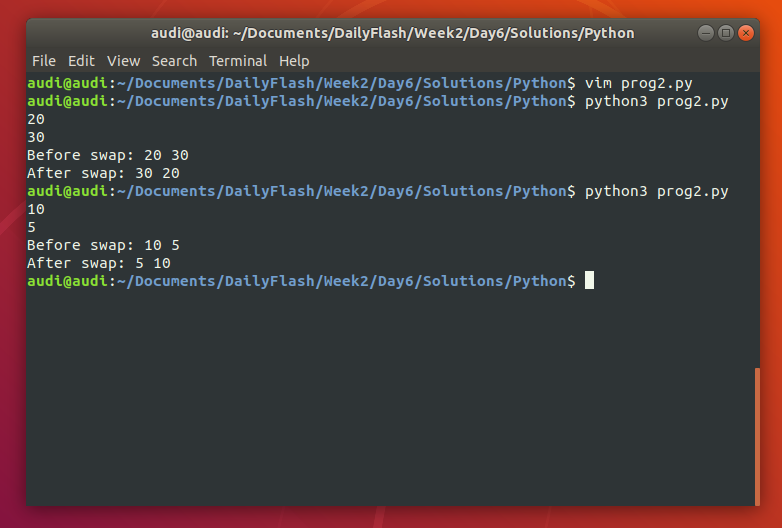 audi@audi: ~/Documents/DailyFlash/Week2/Day6/Solutions/Python
File Edit View Search Terminal Help
audi@audi:~/Documents/DailyFlash/Week2/Day6/Solutions/Python$ vim prog2.py
audi@audi:~/Documents/DailyFlash/Week2/Day6/Solutions/Python$ python3 prog2.py
20
30
Before swap: 20 30
After swap: 30 20
audi@audi:~/Documents/DailyFlash/Week2/Day6/Solutions/Python$ python3 prog2.py
10
5
Before swap: 10 5
After swap: 5 10
audi@audi:~/Documents/DailyFlash/Week2/Day6/Solutions/Python$